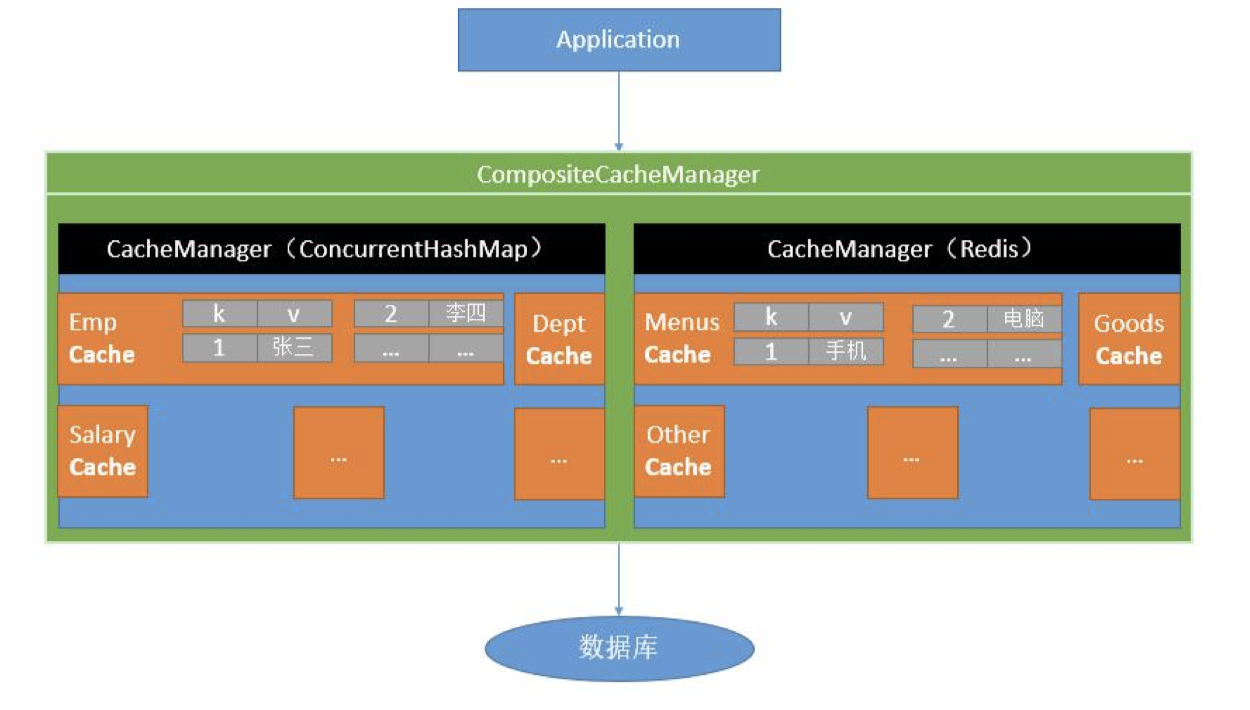 Application
CompositeCacheManager
CacheManager（ConcurrentHashMap）
Emp
Cache
k v
1 张三
2 李四
... ...
Dept
Cache
Salary
Cache
...
...
CacheManager（Redis）
Menus
Cache
k v
1 手机
2 电脑
... ...
Goods
Cache
Other
Cache
...
...
数据库